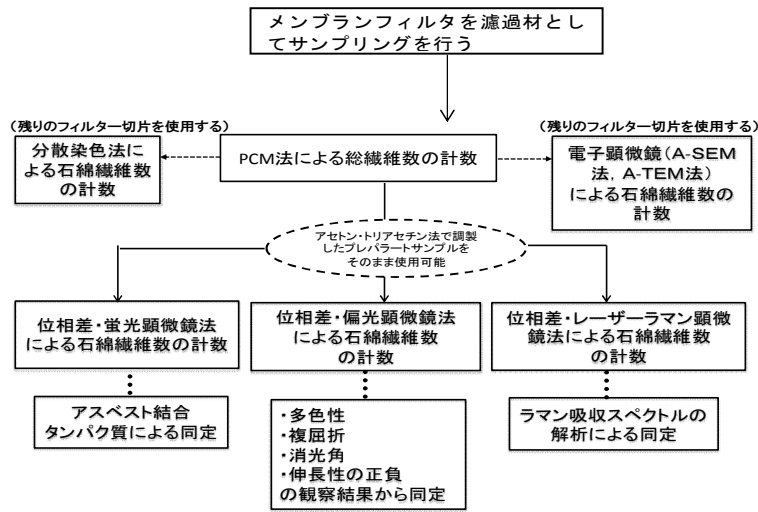 メンブランフィルタを濾過材とし
てサンプリングを行う
(残りのフィルター切片を使用する)
分散染色法に
よる石綿繊維数
の計数
PCM法による総繊維数の計数
(残りのフィルター切片を使用する)
電子顕微鏡(A-SEM
法, A-TEM法)
による石綿繊維数の
計数
アセトン・トリアセチン法で調製
したプレパラートサンプルを
そのまま使用可能
位相差・蛍光顕微鏡法
による石綿繊維数の計数
位相差・偏光顕微鏡法
による石綿繊維数
の計数
位相差・レーザーラマン顕微
鏡法による石綿繊維数
の計数
アスベスト結合
タンパク質による同定
・多色性
・複屈折
・消光角
・伸長性の正負
の観察結果から同定
ラマン吸収スペクトルの
解析による同定